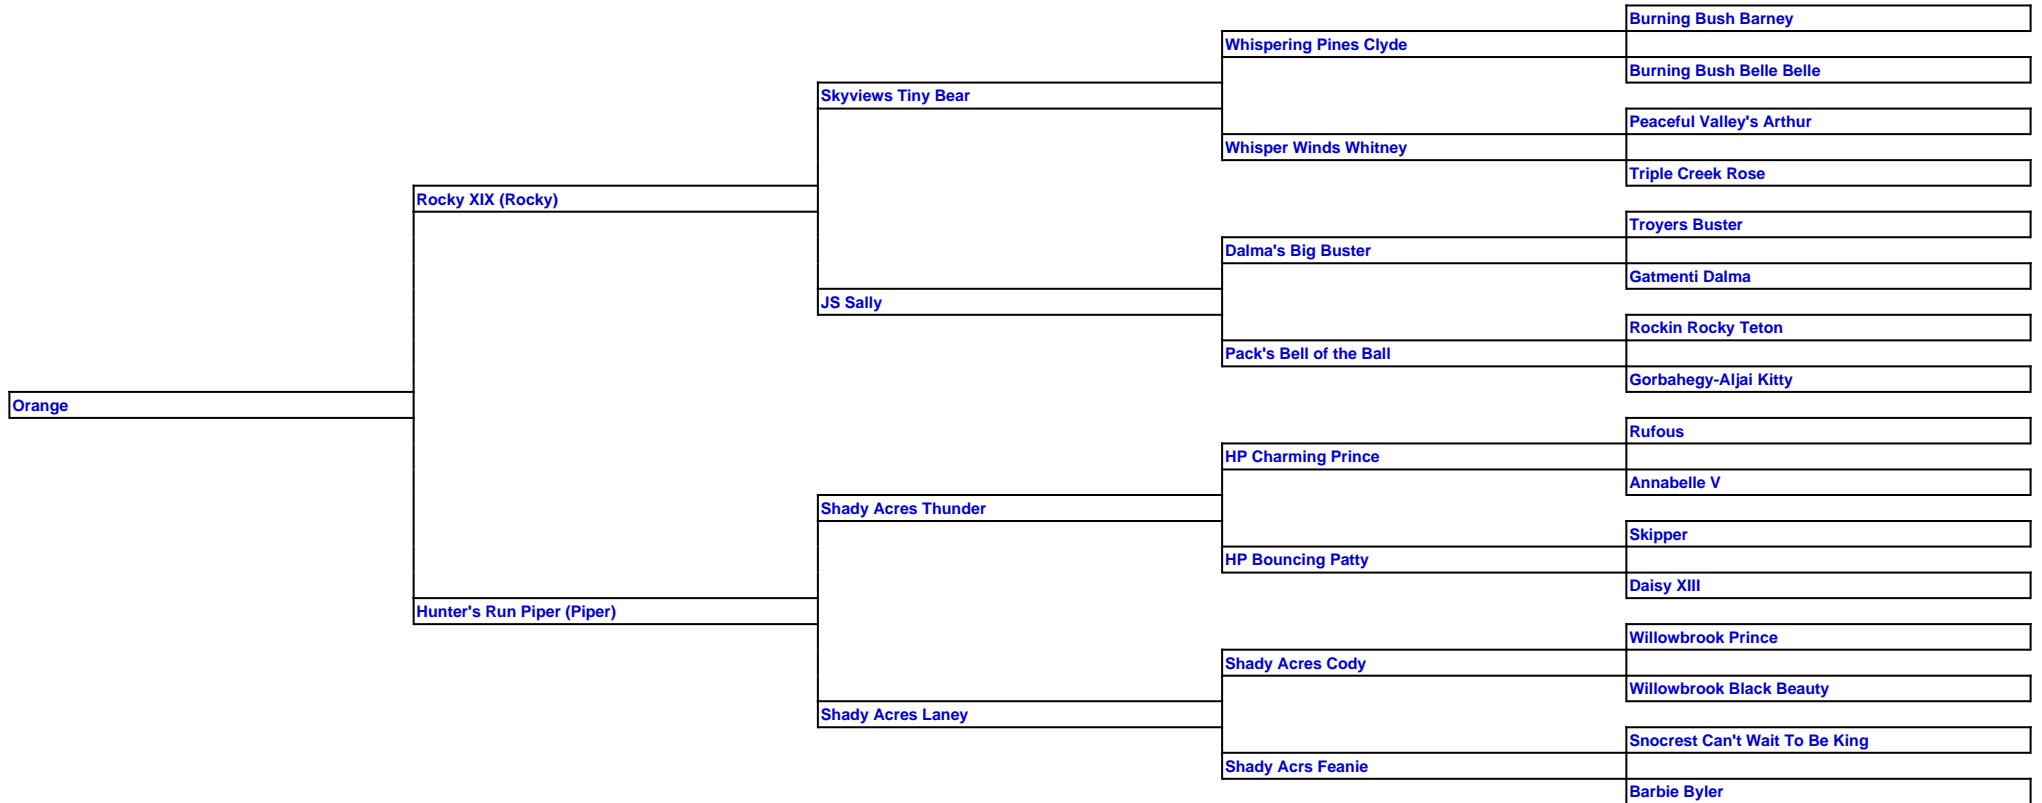 Burning Bush Barney
Whispering Pines Clyde
Burning Bush Belle Belle
Skyviews Tiny Bear
Peaceful Valley's Arthur
Whisper Winds Whitney
Triple Creek Rose
Rocky XIX (Rocky)
Troyers Buster
Dalma's Big Buster
Gatmenti Dalma
JS Sally
Rockin Rocky Teton
Pack's Bell of the Ball
Gorbahegy-Aljai Kitty
Orange
Rufous
HP Charming Prince
Annabelle V
Shady Acres Thunder
Skipper
HP Bouncing Patty
Daisy XIII
Hunter's Run Piper (Piper)
Willowbrook Prince
Shady Acres Cody
Willowbrook Black Beauty
Shady Acres Laney
Snocrest Can't Wait To Be King
Shady Acrs Feanie
Barbie Byler